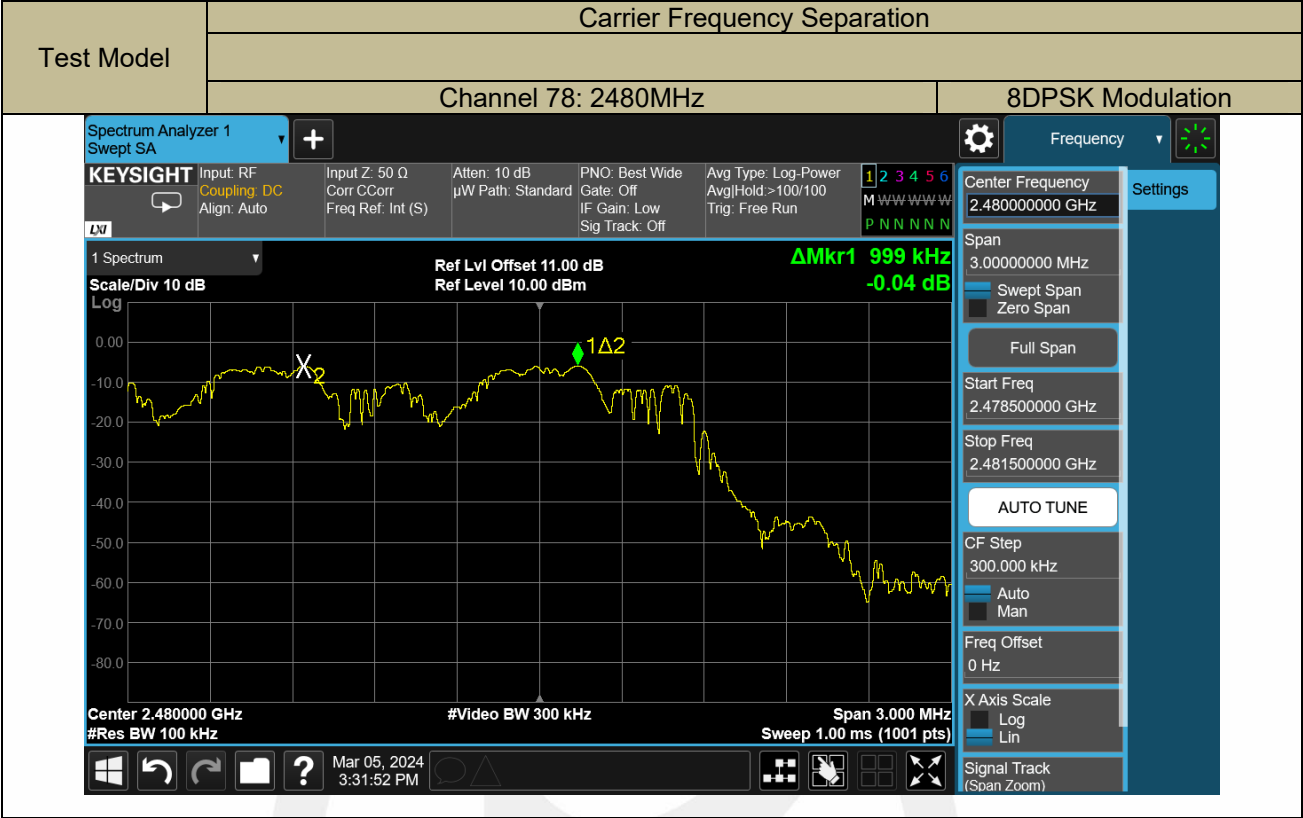 Carrier Frequency Separation
Test Model
Channel 78: 2480MHz
8DPSK Modulation
Spectrum Analyzer 1
Swept SA
+
Frequency
KEYSIGHT
LXI
Input: RF
Coupling: DC
Align: Auto
Input Z: 50 Ω
Corr CCorr
Freq Ref: Int (S)
Atten: 10 dB
µW Path: Standard
PNO: Best Wide
Gate: Off
IF Gain: Low
Sig Track: Off
Avg Type: Log-Power
Avg|Hold:>100/100
Trig: Free Run
1 2 3 4 5 6
M W W W W W
P N N N N N
Center Frequency
2.480000000 GHz
Settings
Span
3.00000000 MHz
Swept Span
Zero Span
Full Span
Start Freq
2.478500000 GHz
Stop Freq
2.481500000 GHz
AUTO TUNE
CF Step
300.000 kHz
Auto
Man
Freq Offset
0 Hz
X Axis Scale
Log
Lin
Signal Track
(Span Zoom)
1 Spectrum
Scale/Div 10 dB
Log
Ref Lvl Offset 11.00 dB
Ref Level 10.00 dBm
ΔMkr1 999 kHz
-0.04 dB
0.00
-10.0
-20.0
-30.0
-40.0
-50.0
-60.0
-70.0
-80.0
X2
1Δ2
Center 2.480000 GHz
#Res BW 100 kHz
#Video BW 300 kHz
Span 3.000 MHz
Sweep 1.00 ms (1001 pts)
?
Mar 05, 2024
3:31:52 PM